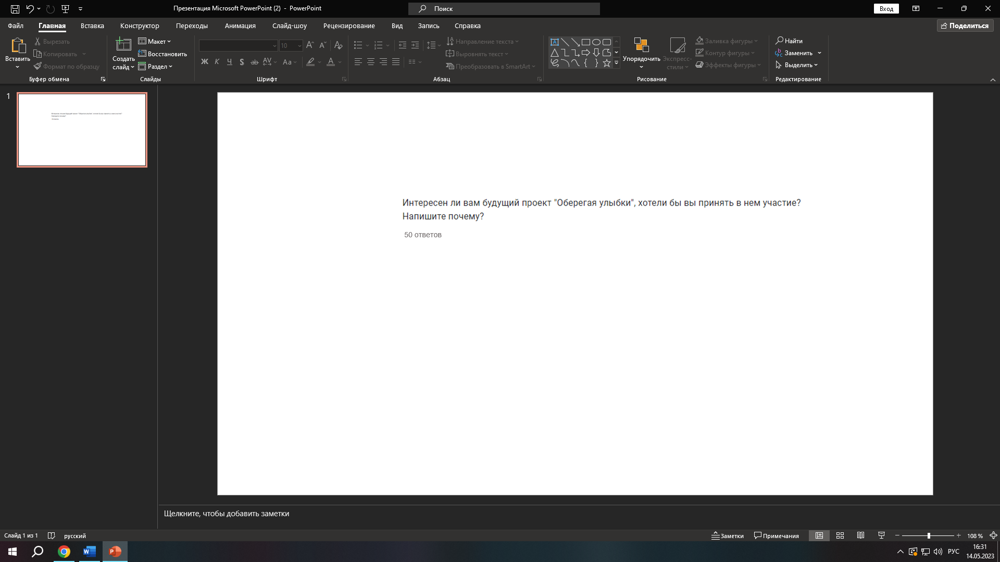 Презентация Microsoft PowerPoint (2) - PowerPoint
Поиск
Вход
Файл Главная Вставка Конструктор Переходы Анимация Слайд-шоу Рецензирование Вид Запись Справка
Поделиться
Вставить
Вырезать
Копировать
Формат по образцу
Буфер обмена
Создать слайд
Макет
Восстановить
Раздел
Слайды
10
Ж К Ч S ab AV Aa A
Шрифт
Направление текста
Выровнять текст
Преобразовать в SmartArt
Абзац
Упорядочить
Экспресс-стили
Заливка фигуры
Контур фигуры
Эффекты фигуры
Рисование
Найти
Заменить
Выделить
Редактирование
1
Интересен ли вам будущий проект "Оберегая улыбки", хотели бы вы принять в нем участие?
Напишите почему?
50 ответов
Щелкните, чтобы добавить заметки
Слайд 1 из 1 русский
Заметки Примечания 108 %
РУС
16:31
14.05.2023